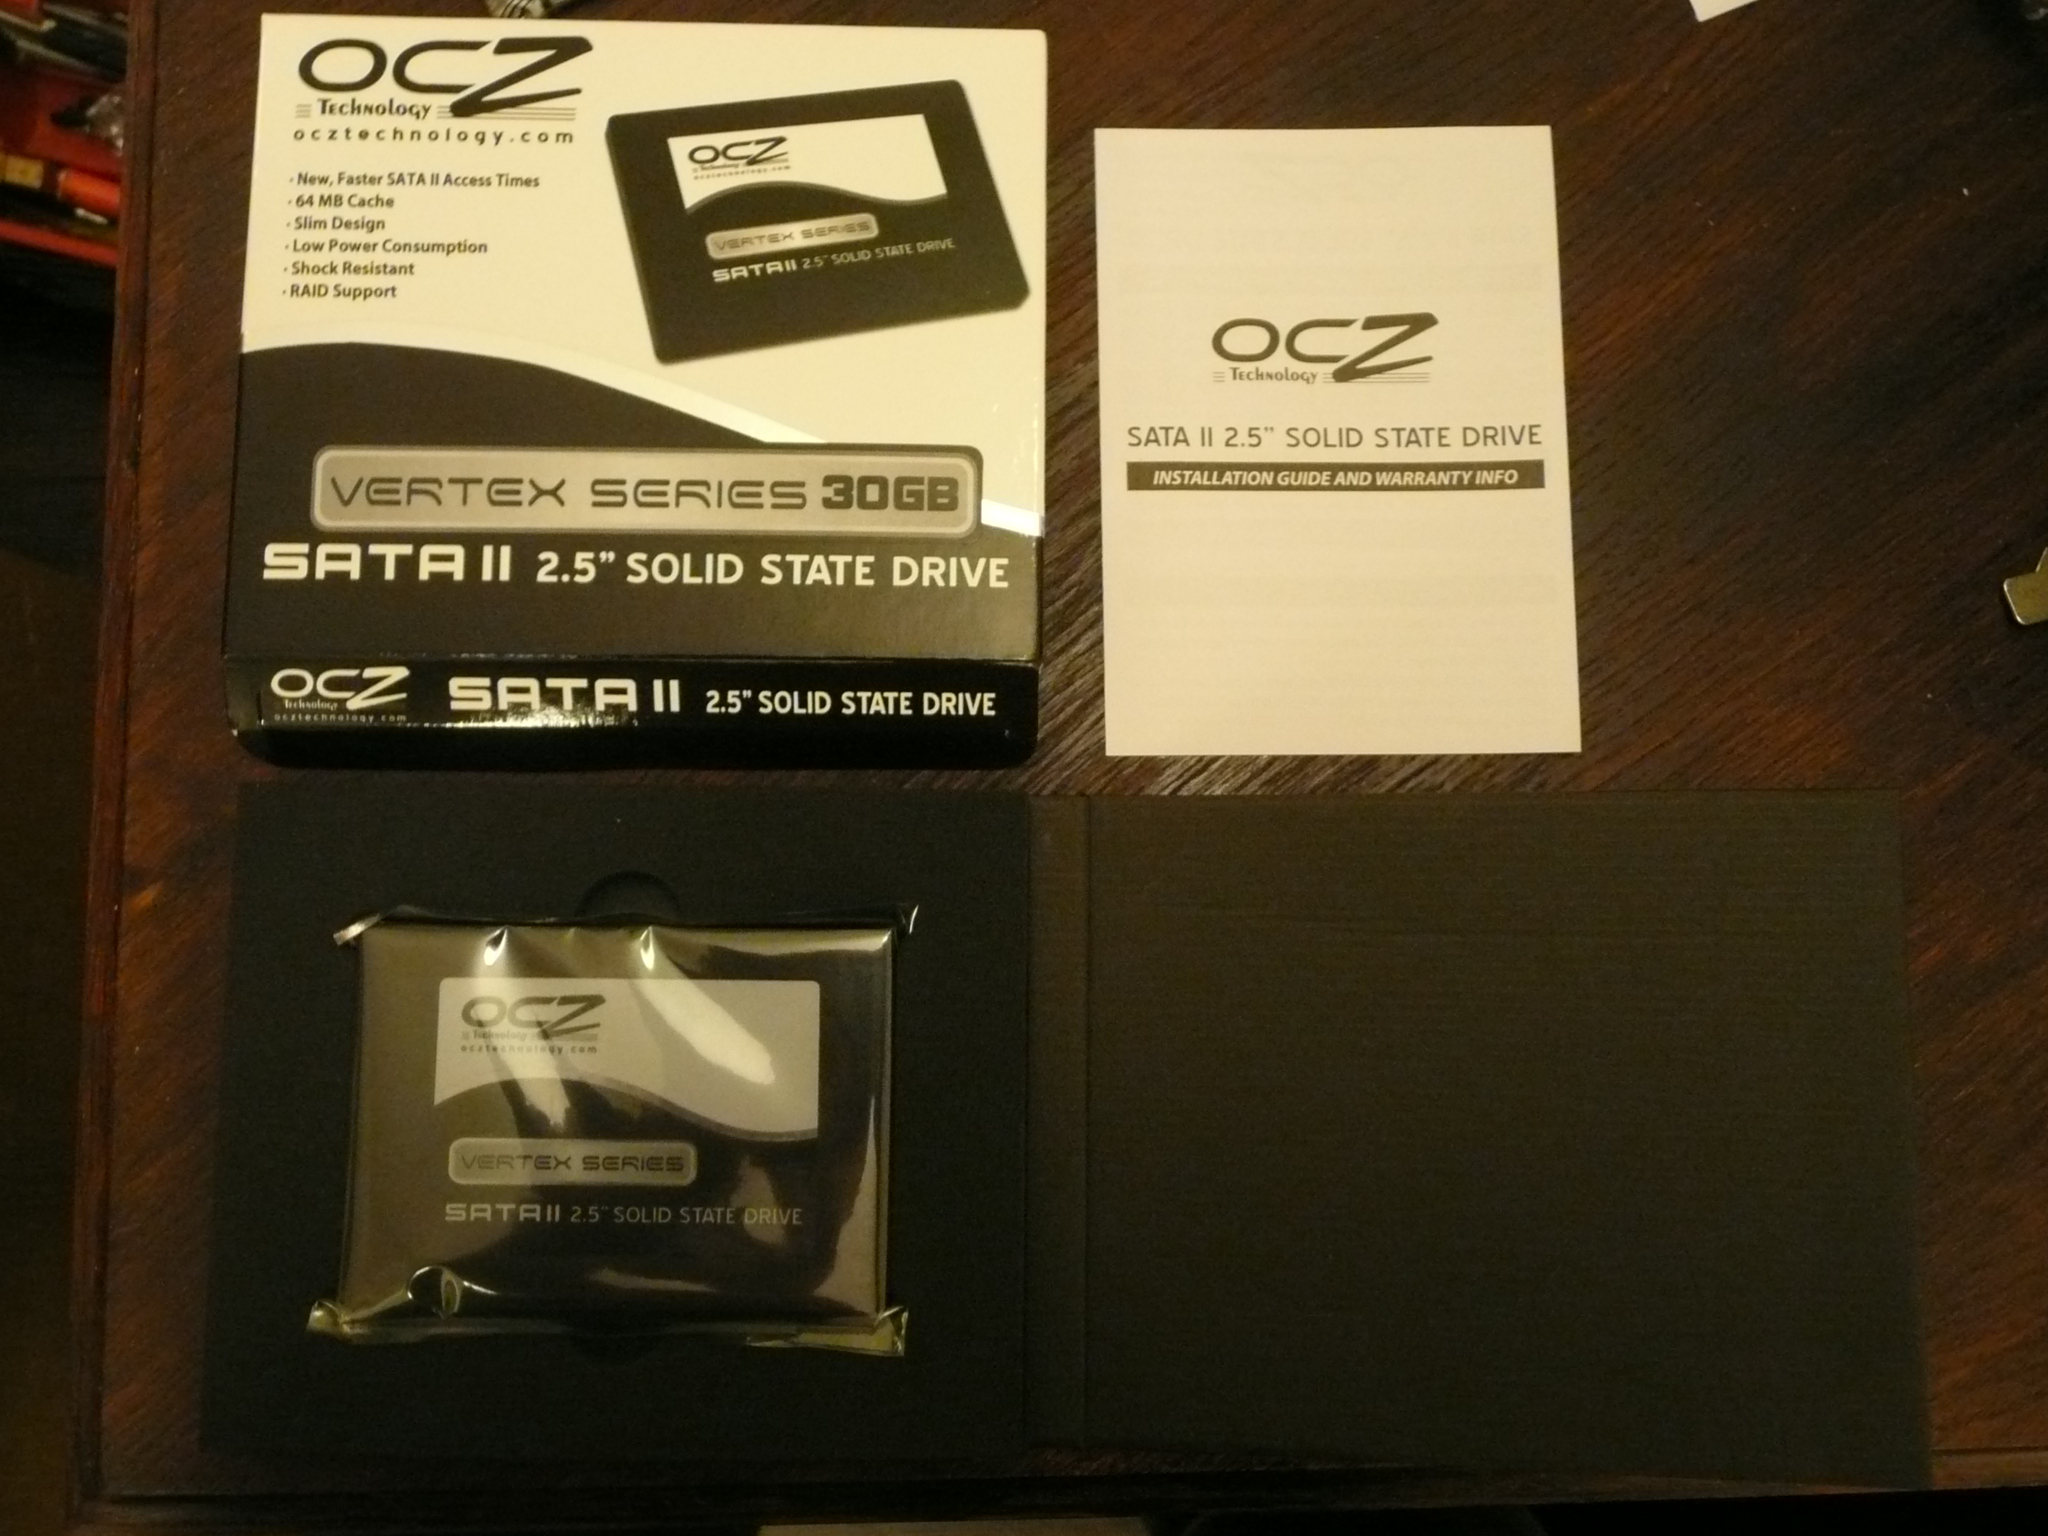 OCZ
Technology
ocztechnology.com
· New, Faster SATA II Access Times
· 64 MB Cache
· Slim Design
· Low Power Consumption
· Shock Resistant
· RAID Support
OCZ
Technology
ocztechnology.com
VERTEX SERIES
SATA II 2.5" SOLID STATE DRIVE
VERTEX SERIES 30GB
SATA II 2.5” SOLID STATE DRIVE
OCZ
Technology
ocztechnology.com
SATA II 2.5” SOLID STATE DRIVE
OCZ
Technology
SATA II 2.5” SOLID STATE DRIVE
INSTALLATION GUIDE AND WARRANTY INFO
OCZ
Technology
ocztechnology.com
VERTEX SERIES
SATA II 2.5" SOLID STATE DRIVE